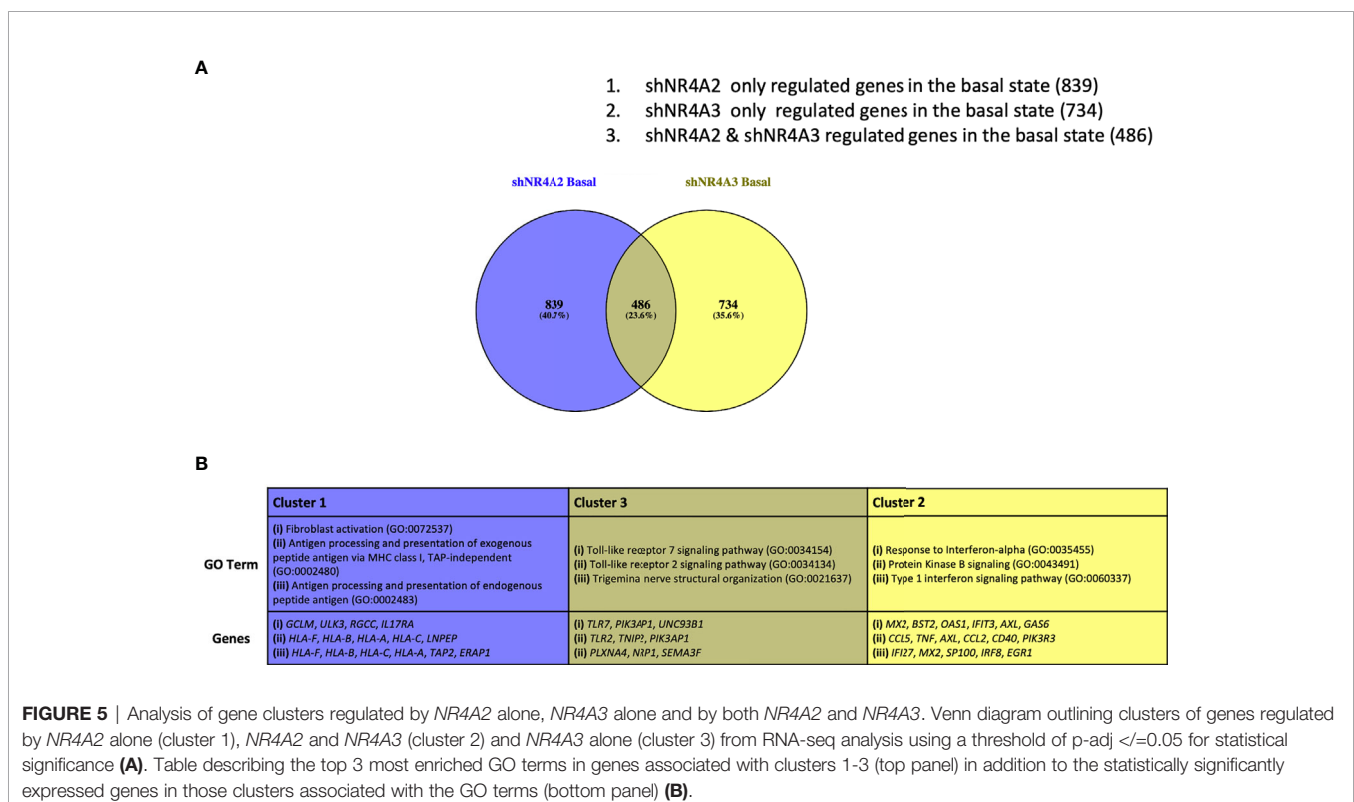 A
1. shNR4A2 only regulated genes in the basal state (839)
2. shNR4A3 only regulated genes in the basal state (734)
3. shNR4A2 & shNR4A3 regulated genes in the basal state (486)
shNR4A2 Basal
shNR4A3 Basal
839
(40.7%)
486
(23.6%)
734
(35.6%)
B
Cluster 1
Cluster 3
Cluster 2
GO Term
(i) Fibroblast activation (GO:0072537)
(ii) Antigen processing and presentation of exogenous
peptide antigen via MHC class I, TAP-independent
(GO:0002480)
(iii) Antigen processing and presentation of endogenous
peptide antigen (GO:0002483)
(i) Toll-like receptor 7 signaling pathway (GO:0034154)
(ii) Toll-like receptor 2 signaling pathway (GO:0034134)
(iii) Trigemina nerve structural organization (GO:0021637)
(i) Response to Interferon-alpha (GO:0035455)
(ii) Protein Kinase B signaling (GO:0043491)
(iii) Type 1 interferon signaling pathway (GO:0060337)
Genes
(i) GCLM, ULK3, RGCC, IL17RA
(ii) HLA-F, HLA-B, HLA-A, HLA-C, LNPEP
(iii) HLA-F, HLA-B, HLA-C, HLA-A, TAP2, ERAP1
(i) TLR7, PIK3AP1, UNC93B1
(ii) TLR2, PIK3AP1
(ii) PLXNA4, NRP1, SEMA3F
(i) MX2, BST2, OAS1, IFIT3, AXL, GAS6
(ii) CCL5, TNF, AXL, CCL2, CD40, PIK3R3
(iii) IFI27, MX2, SP100, IRF8, EGR1
FIGURE 5 | Analysis of gene clusters regulated by NR4A2 alone, NR4A3 alone and by both NR4A2 and NR4A3. Venn diagram outlining clusters of genes regulated
by NR4A2 alone (cluster 1), NR4A2 and NR4A3 (cluster 2) and NR4A3 alone (cluster 3) from RNA-seq analysis using a threshold of p-adj </=0.05 for statistical
significance (A). Table describing the top 3 most enriched GO terms in genes associated with clusters 1-3 (top panel) in addition to the statistically significantly
expressed genes in those clusters associated with the GO terms (bottom panel) (B).